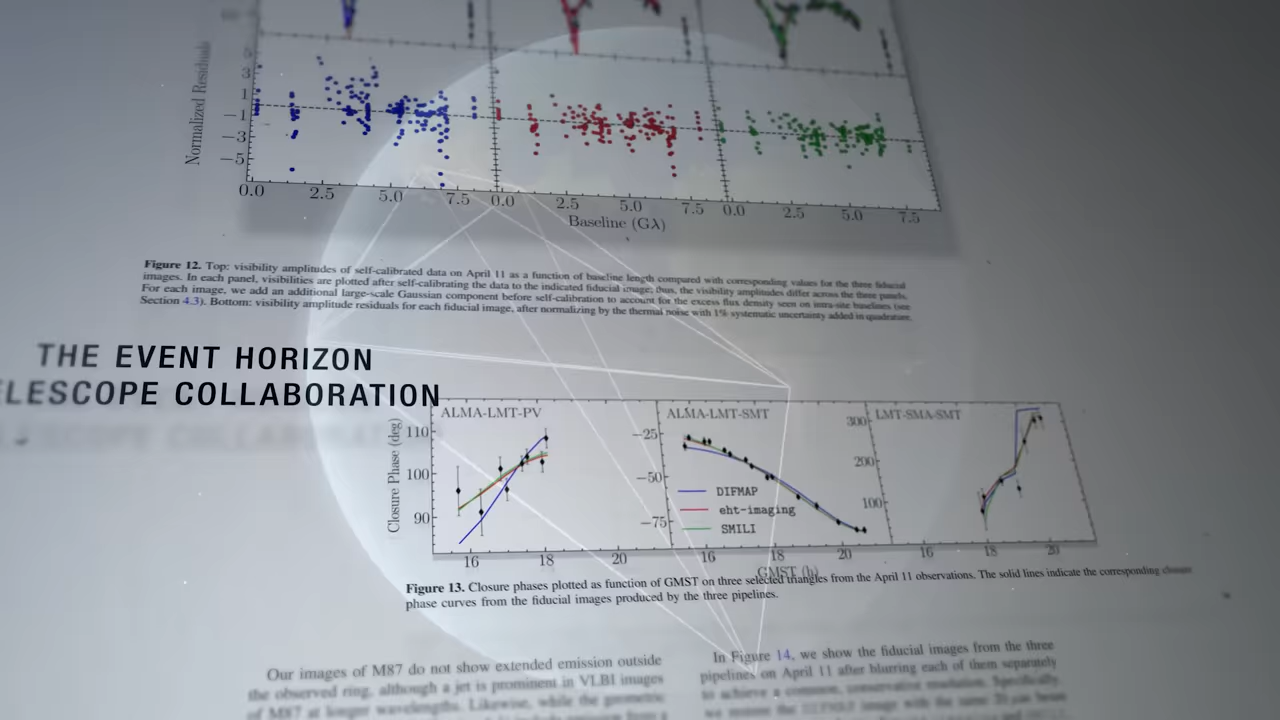 Normalized Residuals
3
1
−1
−3
−5
0.0 2.5 5.0 7.5 0.0 2.5 5.0 7.5 0.0 2.5 5.0 7.5
Baseline (Gλ)
Figure 12. Top: visibility amplitudes of self-calibrated data on April 11 as a function of baseline length compared with corresponding values for the three fiducial
images. In each panel, visibilities are plotted after self-calibrating the data to the indicated fiducial image; thus, the visibility amplitudes differ across the three panels.
For each image, we add an additional large-scale Gaussian component before self-calibration to account for the excess flux density seen on intra-site baselines (see
Section 4.3). Bottom: visibility amplitude residuals for each fiducial image, after normalizing by the thermal noise with 1% systematic uncertainty added in quadrature.
THE EVENT HORIZON
ELESCOPE COLLABORATION
ALMA-LMT-PV ALMA-LMT-SMT LMT-SMA-SMT
Closure Phase (deg)
110
100
90
−25
−50
−75
300
200
100
DIFMAP
eht-imaging
SMILI
16 18 20 16 18 20 16 18 20
GMST (h)
Figure 13. Closure phases plotted as function of GMST on three selected triangles from the April 11 observations. The solid lines indicate the corresponding closure
phase curves from the fiducial images produced by the three pipelines.
Our images of M87 do not show extended emission outside
the observed ring, although a jet is prominent in VLBI images
of M87 at longer wavelengths. Likewise, while the geometric
In Figure 14, we show the fiducial images from the three
pipelines on April 11 after blurring each of them separately
to achieve a common, conservative resolution. Specifically